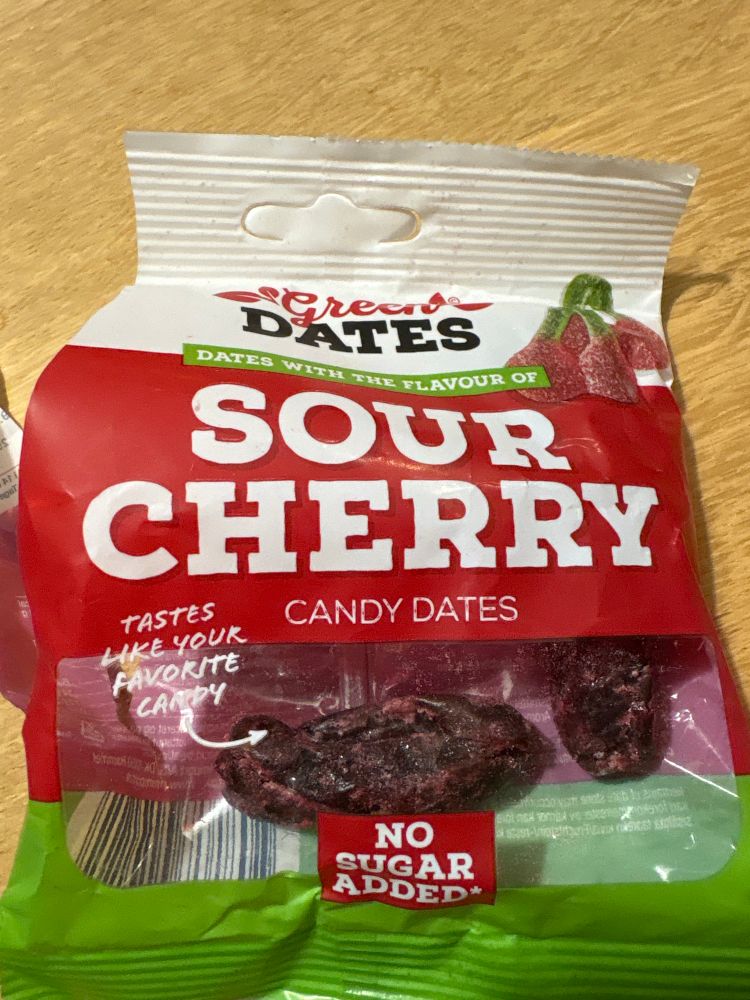 Green©
DATES
DATES WITH THE FLAVOUR OF
SOUR
CHERRY
CANDY DATES
TASTES
LIKE YOUR
FAVORITE
CANDY
NO
SUGAR
ADDED*